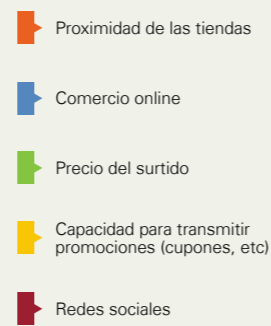 Proximidad de las tiendas
Comercio online
Precio del surtido
Capacidad para transmitir
promociones (cupones, etc)
Redes sociales